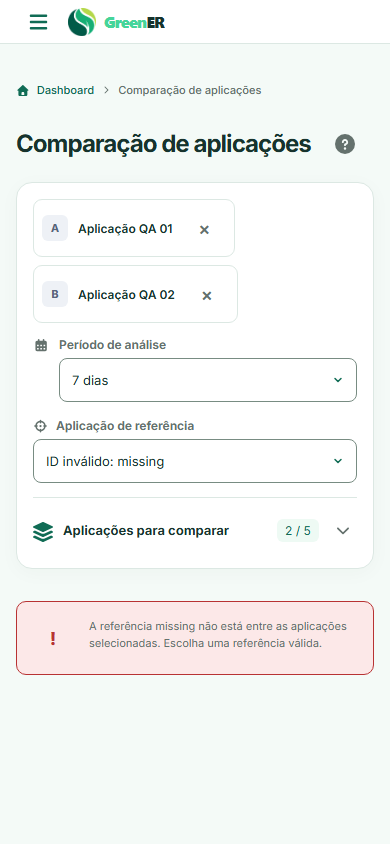 GreenER
Dashboard > Comparação de aplicações
Comparação de aplicações ?
A Aplicação QA 01 ×
B Aplicação QA 02 ×
Período de análise
7 dias
Aplicação de referência
ID inválido: missing
Aplicações para comparar 2 / 5
! A referência missing não está entre as aplicações
selecionadas. Escolha uma referência válida.